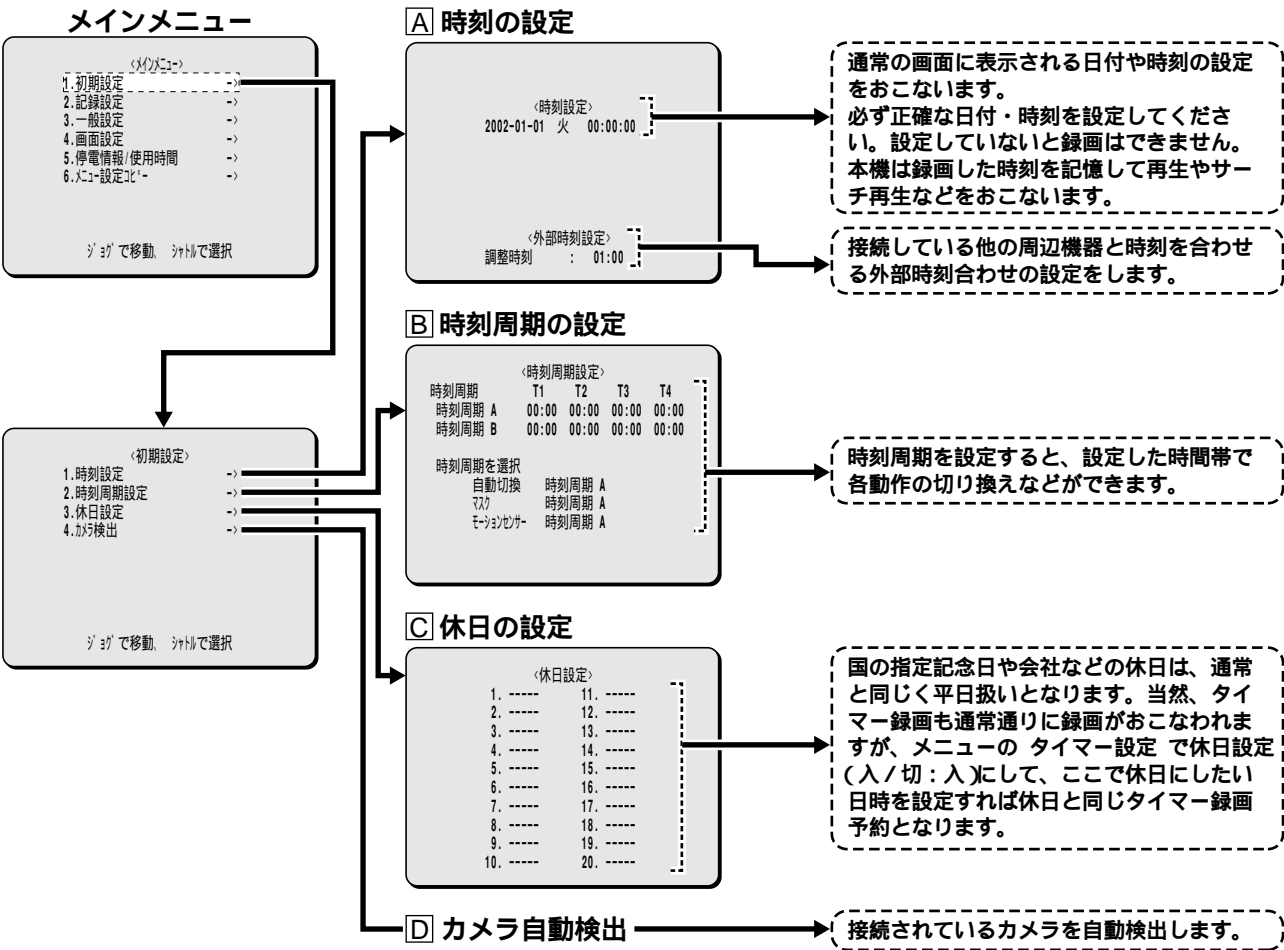 メインメニュー
<ﾒｲﾝﾒﾆｭｰ>
1.初期設定 ->
2.記録設定 ->
3.一般設定 ->
4.画面設定 ->
5.停電情報/使用時間 ->
6.ﾒﾆｭｰ設定ｺﾋﾟｰ ->
ｼﾞｮｸﾞで移動、 ｼｬﾄﾙで選択
<初期設定>
1.時刻設定 ->
2.時刻周期設定 ->
3.休日設定 ->
4.ｶﾒﾗ検出 ->
ｼﾞｮｸﾞで移動、 ｼｬﾄﾙで選択
A 時刻の設定
<時刻設定>
2002-01-01 火 00:00:00
<外部時刻設定>
調整時刻 : 01:00
通常の画面に表示される日付や時刻の設定
をおこないます。
必ず正確な日付・時刻を設定してくださ
い。設定していないと録画はできません。
本機は録画した時刻を記憶して再生やサー
チ再生などをおこないます。
接続している他の周辺機器と時刻を合わせ
る外部時刻合わせの設定をします。
B 時刻周期の設定
<時刻周期設定>
時刻周期 T1 T2 T3 T4
時刻周期 A 00:00 00:00 00:00 00:00
時刻周期 B 00:00 00:00 00:00 00:00
時刻周期を選択
自動切換 時刻周期 A
ﾏｽｸ 時刻周期 A
ﾓｰｼｮﾝｾﾝｻｰ 時刻周期 A
時刻周期を設定すると、設定した時間帯で
各動作の切り換えなどができます。
C 休日の設定
<休日設定>
1. ----- 11. -----
2. ----- 12. -----
3. ----- 13. -----
4. ----- 14. -----
5. ----- 15. -----
6. ----- 16. -----
7. ----- 17. -----
8. ----- 18. -----
9. ----- 19. -----
10. ----- 20. -----
国の指定記念日や会社などの休日は、通常
と同じく平日扱いとなります。当然、タイ
マー録画も通常通りに録画がおこなわれま
すが、メニューの タイマー設定 で休日設定
(入/切:入)にして、ここで休日にしたい
日時を設定すれば休日と同じタイマー録画
予約となります。
D カメラ自動検出
接続されているカメラを自動検出します。